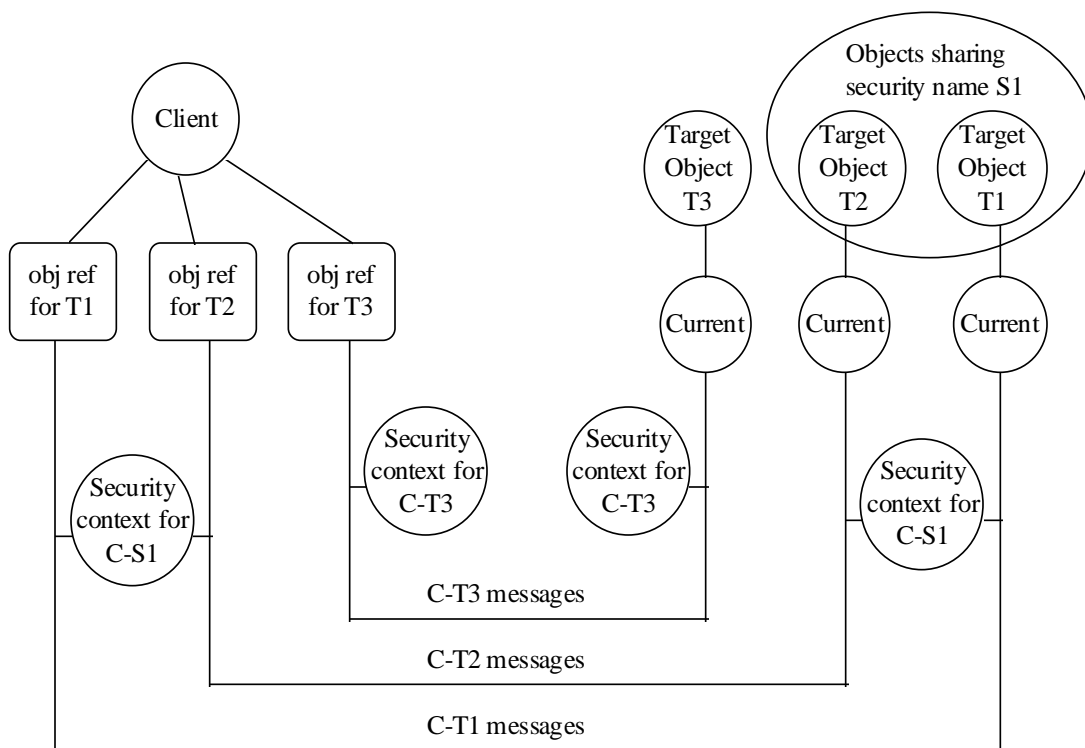 Objects sharing
security name S1
Client
Target
Object
T3
Target
Object
T2
Target
Object
T1
obj ref
for T1
obj ref
for T2
obj ref
for T3
Current
Current
Current
Security
context for
C-T3
Security
context for
C-T3
Security
context for
C-S1
Security
context for
C-S1
C-T3 messages
C-T2 messages
C-T1 messages